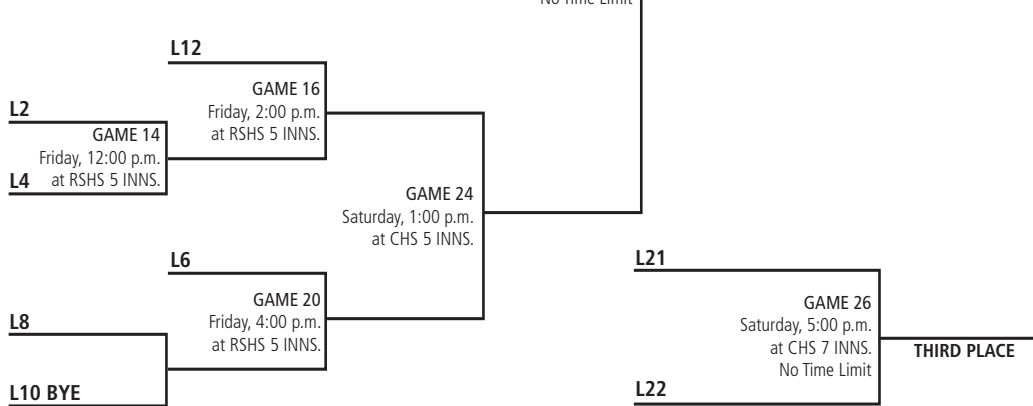 No Time Limit
L12
GAME 16
Friday, 2:00 p.m.
at RSHS 5 INNS.
L2
GAME 14
Friday, 12:00 p.m.
at RSHS 5 INNS.
L4
GAME 24
Saturday, 1:00 p.m.
at CHS 5 INNS.
L6
GAME 20
Friday, 4:00 p.m.
at RSHS 5 INNS.
L8
L10 BYE
L21
GAME 26
Saturday, 5:00 p.m.
at CHS 7 INNS.
No Time Limit
THIRD PLACE
L22